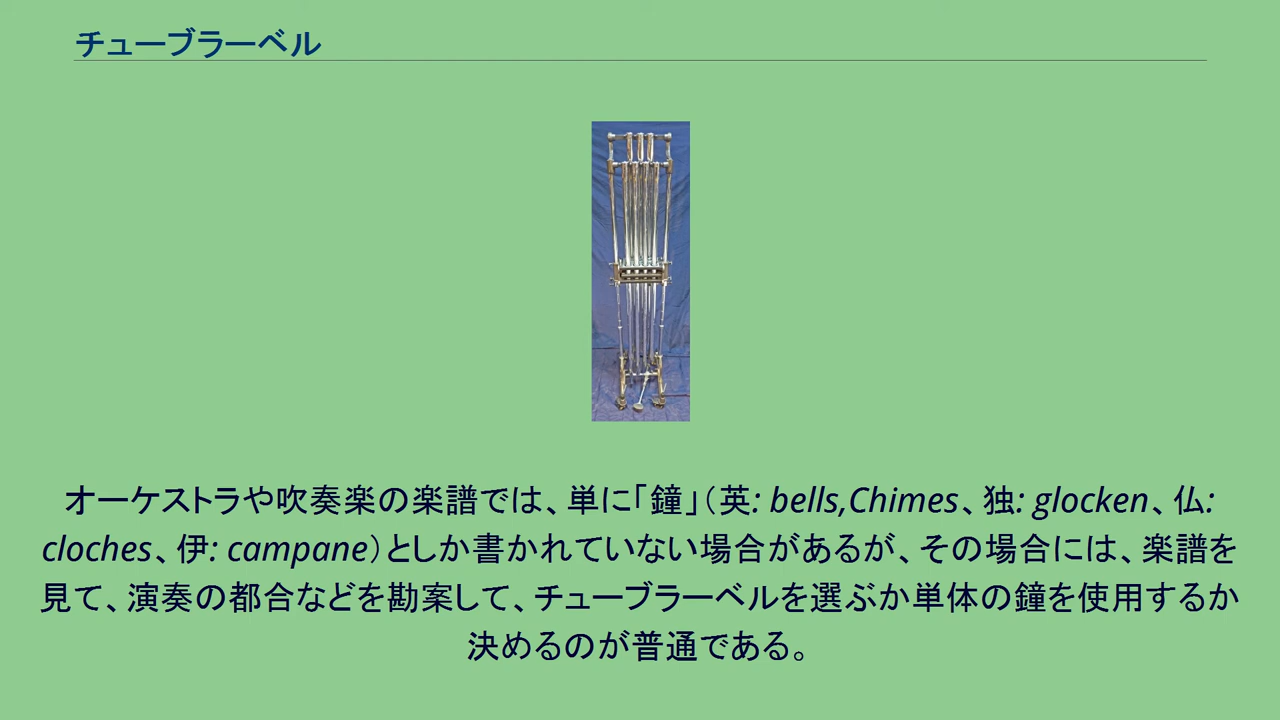 チューブラーベル
オーケストラや吹奏楽の楽譜では、単に「鐘」（英: bells,Chimes、独: glocken、仏:
cloches、伊: campane）としか書かれていない場合があるが、その場合には、楽譜を
見て、演奏の都合などを勘案して、チューブラーベルを選ぶか単体の鐘を使用するか
決めるのが普通である。